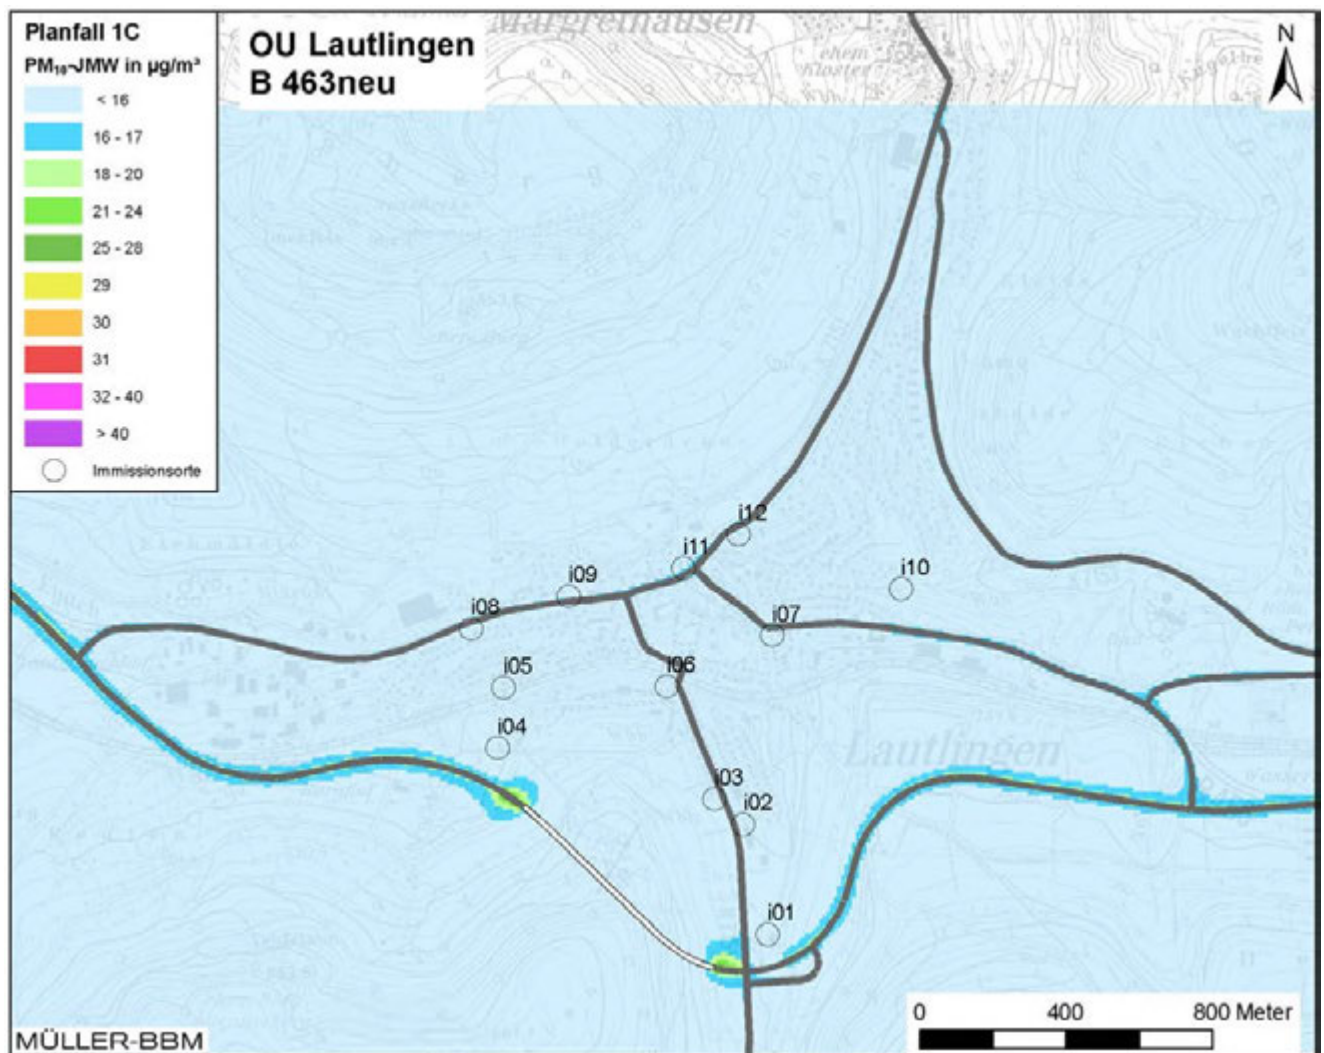 Planfall 1C
PM₁₀-JMW in µg/m³
< 16
16 - 17
18 - 20
21 - 24
25 - 28
29
30
31
32 - 40
> 40
Immissionsorte
OU Lautlingen
B 463neu
Margrethausen
ehem
Kloster
N
i12
i11
i10
i09
i08
i07
i05
i06
i04
Lautlingen
i03
i02
i01
0 400 800 Meter
MÜLLER-BBM